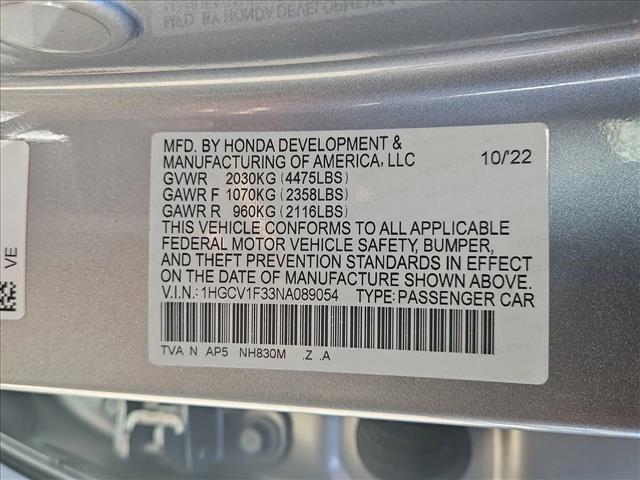 MFD. BY HONDA DEVELOPMENT &
MANUFACTURING OF AMERICA, LLC 10/22
GVWR 2030KG (4475LBS)
GAWR F 1070KG (2358LBS)
GAWR R 960KG (2116LBS)
THIS VEHICLE CONFORMS TO ALL APPLICABLE
FEDERAL MOTOR VEHICLE SAFETY, BUMPER,
AND THEFT PREVENTION STANDARDS IN EFFECT
ON THE DATE OF MANUFACTURE SHOWN ABOVE.
V.I.N.: 1HGCV1F33NA089054 TYPE: PASSENGER CAR
TVA N AP5 NH830M .Z .A
VE